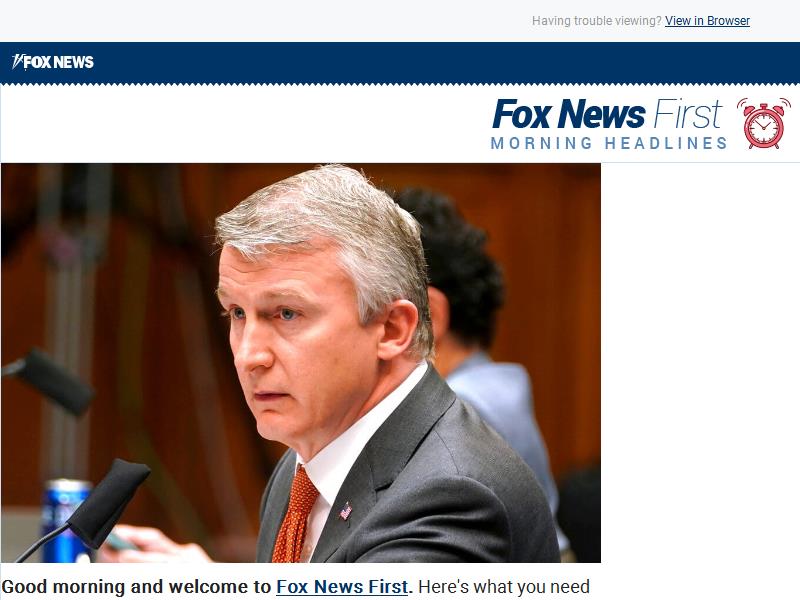 Having trouble viewing? View in Browser
FOX NEWS
Fox News First
MORNING HEADLINES
Good morning and welcome to Fox News First. Here's what you need